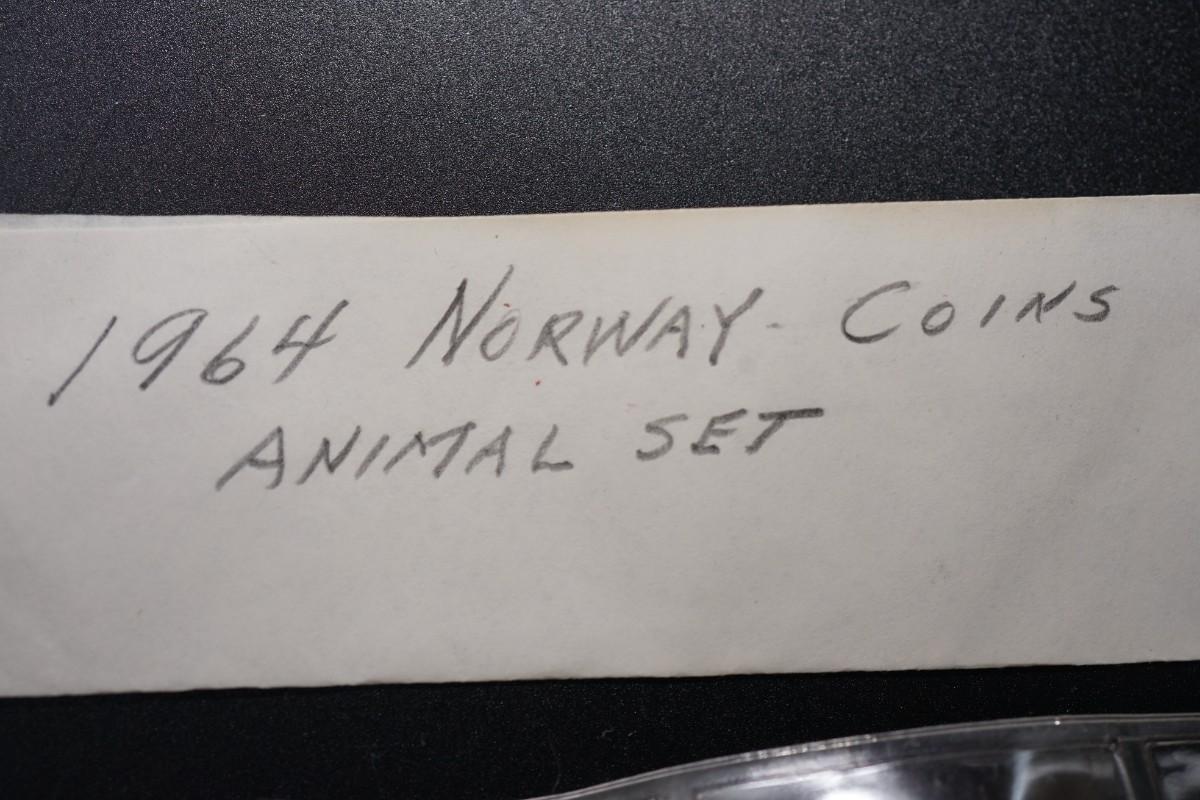 1964 NORWAY - COINS
ANIMAL SET